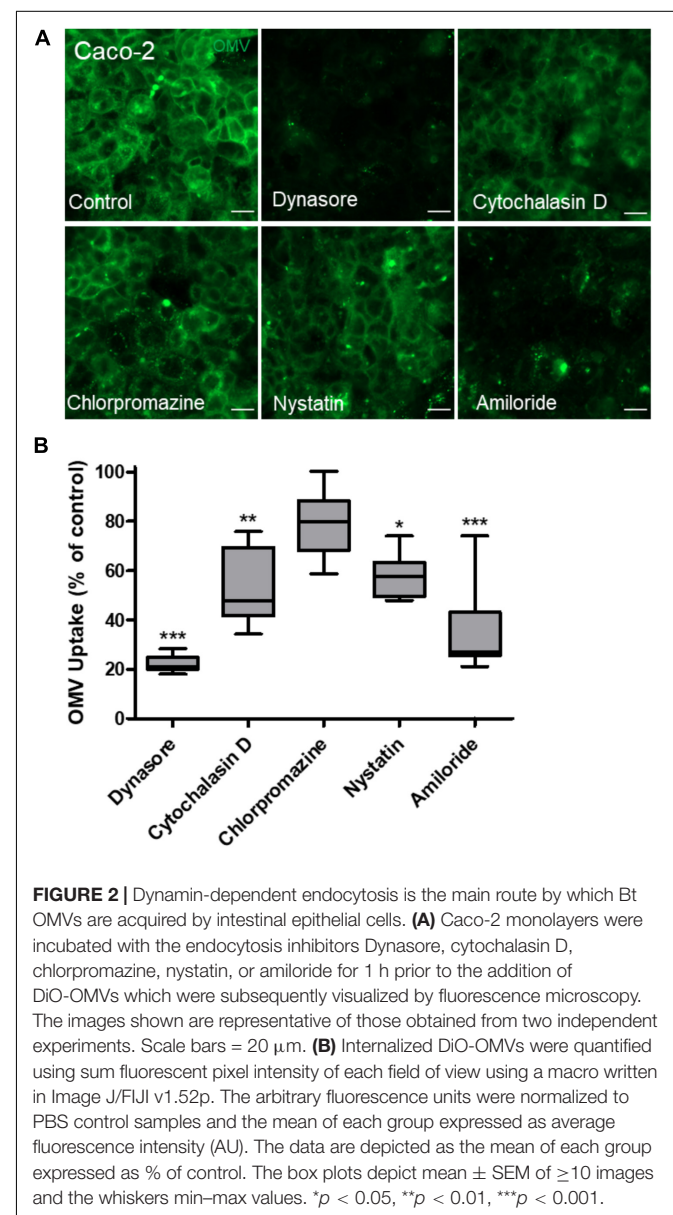 A
Caco-2
OMV
Control
Dynasore
Cytochalasin D
Chlorpromazine
Nystatin
Amiloride
B
OMV Uptake (% of control)
100
80
60
40
20
0
***
**
*
***
Dynasore
Cytochalasin D
Chlorpromazine
Nystatin
Amiloride
FIGURE 2 | Dynamin-dependent endocytosis is the main route by which Bt
OMVs are acquired by intestinal epithelial cells. (A) Caco-2 monolayers were
incubated with the endocytosis inhibitors Dynasore, cytochalasin D,
chlorpromazine, nystatin, or amiloride for 1 h prior to the addition of
DiO-OMVs which were subsequently visualized by fluorescence microscopy.
The images shown are representative of those obtained from two independent
experiments. Scale bars = 20 μm. (B) Internalized DiO-OMVs were quantified
using sum fluorescent pixel intensity of each field of view using a macro written
in Image J/FIJI v1.52p. The arbitrary fluorescence units were normalized to
PBS control samples and the mean of each group expressed as average
fluorescence intensity (AU). The data are depicted as the mean of each group
expressed as % of control. The box plots depict mean ± SEM of ≥10 images
and the whiskers min–max values. *p < 0.05, **p < 0.01, ***p < 0.001.